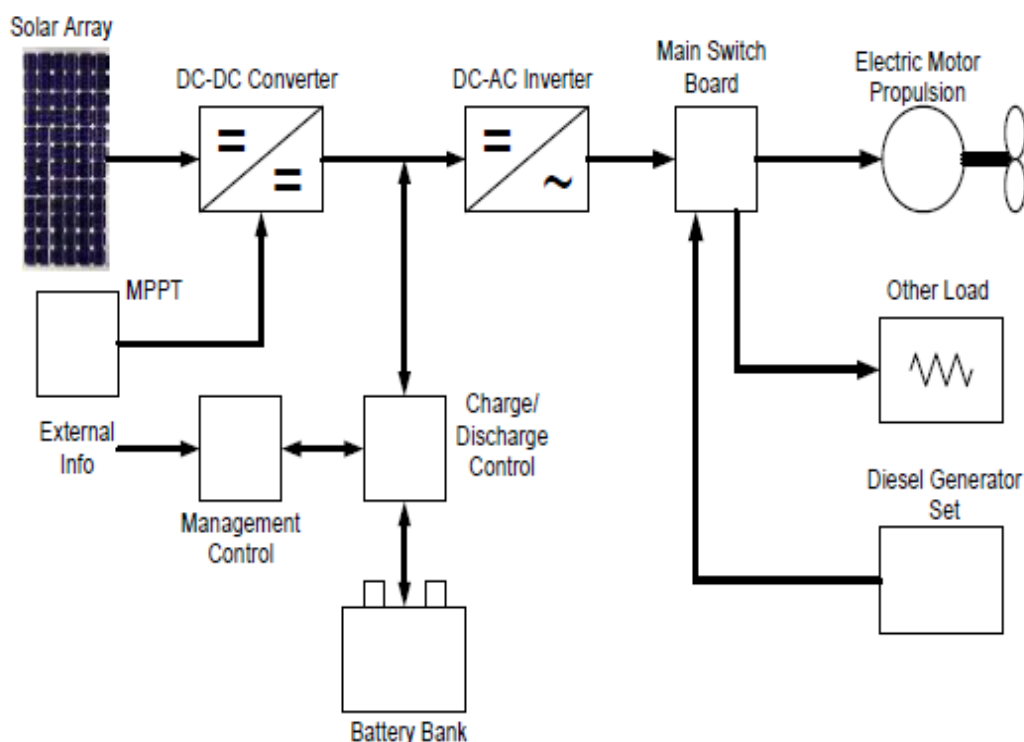 Solar Array
DC-DC Converter
DC-AC Inverter
Main Switch
Board
Electric Motor
Propulsion
=
=
=
~
MPPT
Other Load
External
Info
Charge/
Discharge
Control
Management
Control
Diesel Generator
Set
Battery Bank